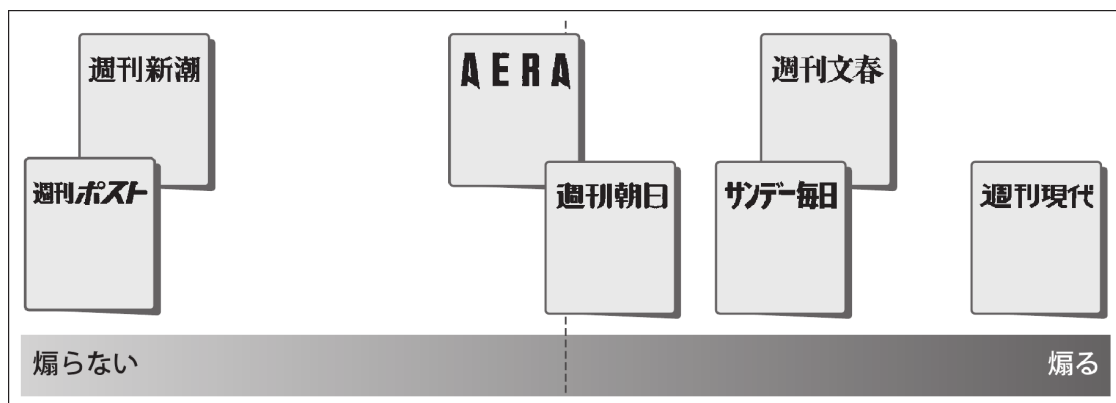 週刊新潮
AERA
週刊文春
週刊ポスト
週刊朝日
サンデー毎日
週刊現代
煽らない
煽る